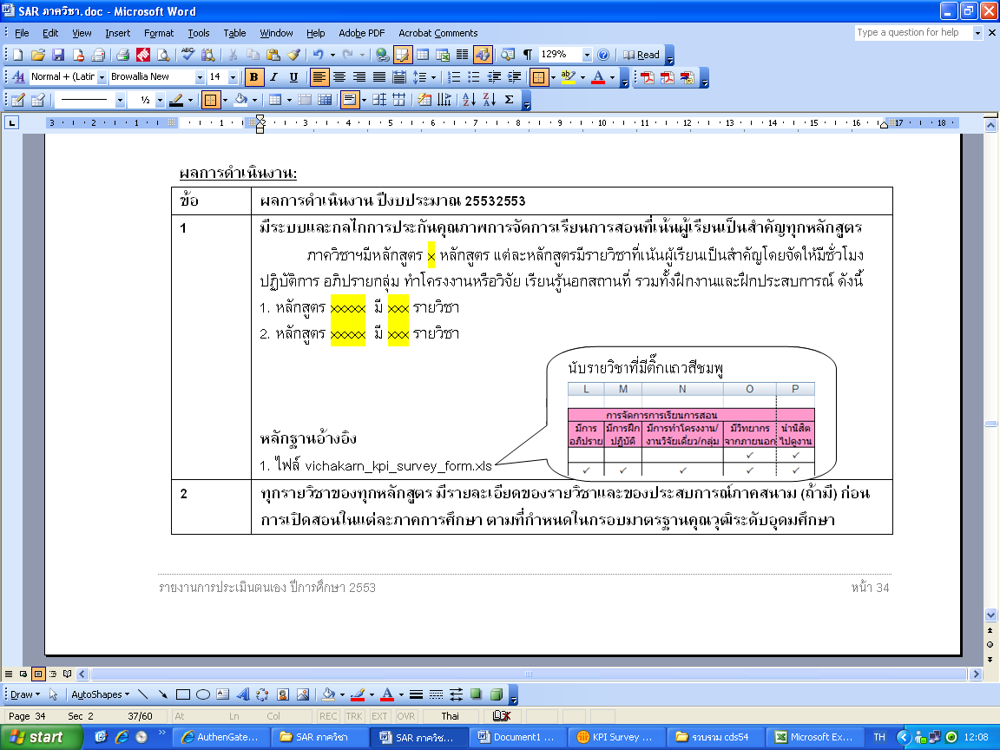 SAR ภาควิชา.doc - Microsoft Word
File Edit View Insert Format Tools Table Window Help Adobe PDF Acrobat Comments Type a question for help
129% Read
Normal + (Latir Browallia New 14 B I U
½
3 2 1 1 2 3 4 5 6 7 8 9 10 11 12 13 14 15 16 17 18
ผลการดำเนินงาน:
ข้อ ผลการดำเนินงาน ปีงบประมาณ 25532553
1 มีระบบและกลไกการประกันคุณภาพการจัดการเรียนการสอนที่เน้นผู้เรียนเป็นสำคัญทุกหลักสูตร
ภาควิชาฯมีหลักสูตร x หลักสูตร แต่ละหลักสูตรมีรายวิชาที่เน้นผู้เรียนเป็นสำคัญโดยจัดให้มีชั่วโมง
ปฏิบัติการ อภิปรายกลุ่ม ทำโครงงานหรือวิจัย เรียนรู้นอกสถานที่ รวมทั้งฝึกงานและฝึกประสบการณ์ ดังนี้
1. หลักสูตร xxxxx มี xxx รายวิชา
2. หลักสูตร xxxxx มี xxx รายวิชา
นับรายวิชาที่มีติ๊กแถวสีชมพู
L M N O P
การจัดการการเรียนการสอน
มีการ มีการฝึก มีการทำโครงงาน/ มีวิทยากร นำนิสิต
อภิปราย ปฏิบัติ งานวิจัยเดี่ยว/กลุ่ม จากภายนอก ไปดูงาน
✓ ✓
✓ ✓ ✓ ✓ ✓
หลักฐานอ้างอิง
1. ไฟล์ vichakarn_kpi_survey_form.xls
2 ทุกรายวิชาของทุกหลักสูตร มีรายละเอียดของรายวิชาและของประสบการณ์ภาคสนาม (ถ้ามี) ก่อน
การเปิดสอนในแต่ละภาคการศึกษา ตามที่กำหนดในกรอบมาตรฐานคุณวุฒิระดับอุดมศึกษา
รายงานการประเมินตนเอง ปีการศึกษา 2553 หน้า 34
Draw AutoShapes
Page 34 Sec 2 37/60 At Ln Col REC TRK EXT OVR Thai
start AuthenGate... SAR ภาควิชา SAR ภาควิช... Document1 ... KPI Survey ... รวบรวม cds54 Microsoft Ex... TH 12:08